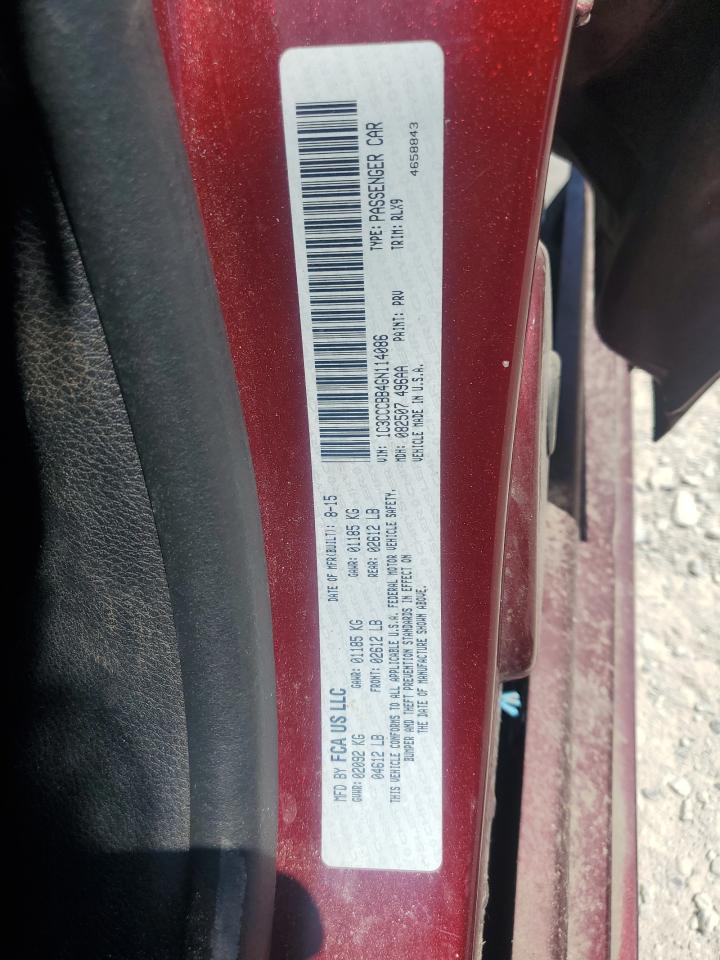 MFD BY FCA US LLC
DATE OF MFR(BUILT): 8-15
GVWR: 02092 KG
GAWR: 01185 KG
GAWR: 01185 KG
04612 LB
FRONT: 02612 LB
REAR: 02612 LB
THIS VEHICLE CONFORMS TO ALL APPLICABLE U.S.A. FEDERAL MOTOR VEHICLE SAFETY,
BUMPER AND THEFT PREVENTION STANDARDS IN EFFECT ON
THE DATE OF MANUFACTURE SHOWN ABOVE.
VIN: 1C3CCCBB4GN114086
TYPE: PASSENGER CAR
MDH: 082507 496AA
PAINT: PRV
TRIM: RLX9
VEHICLE MADE IN U.S.A.
4658843